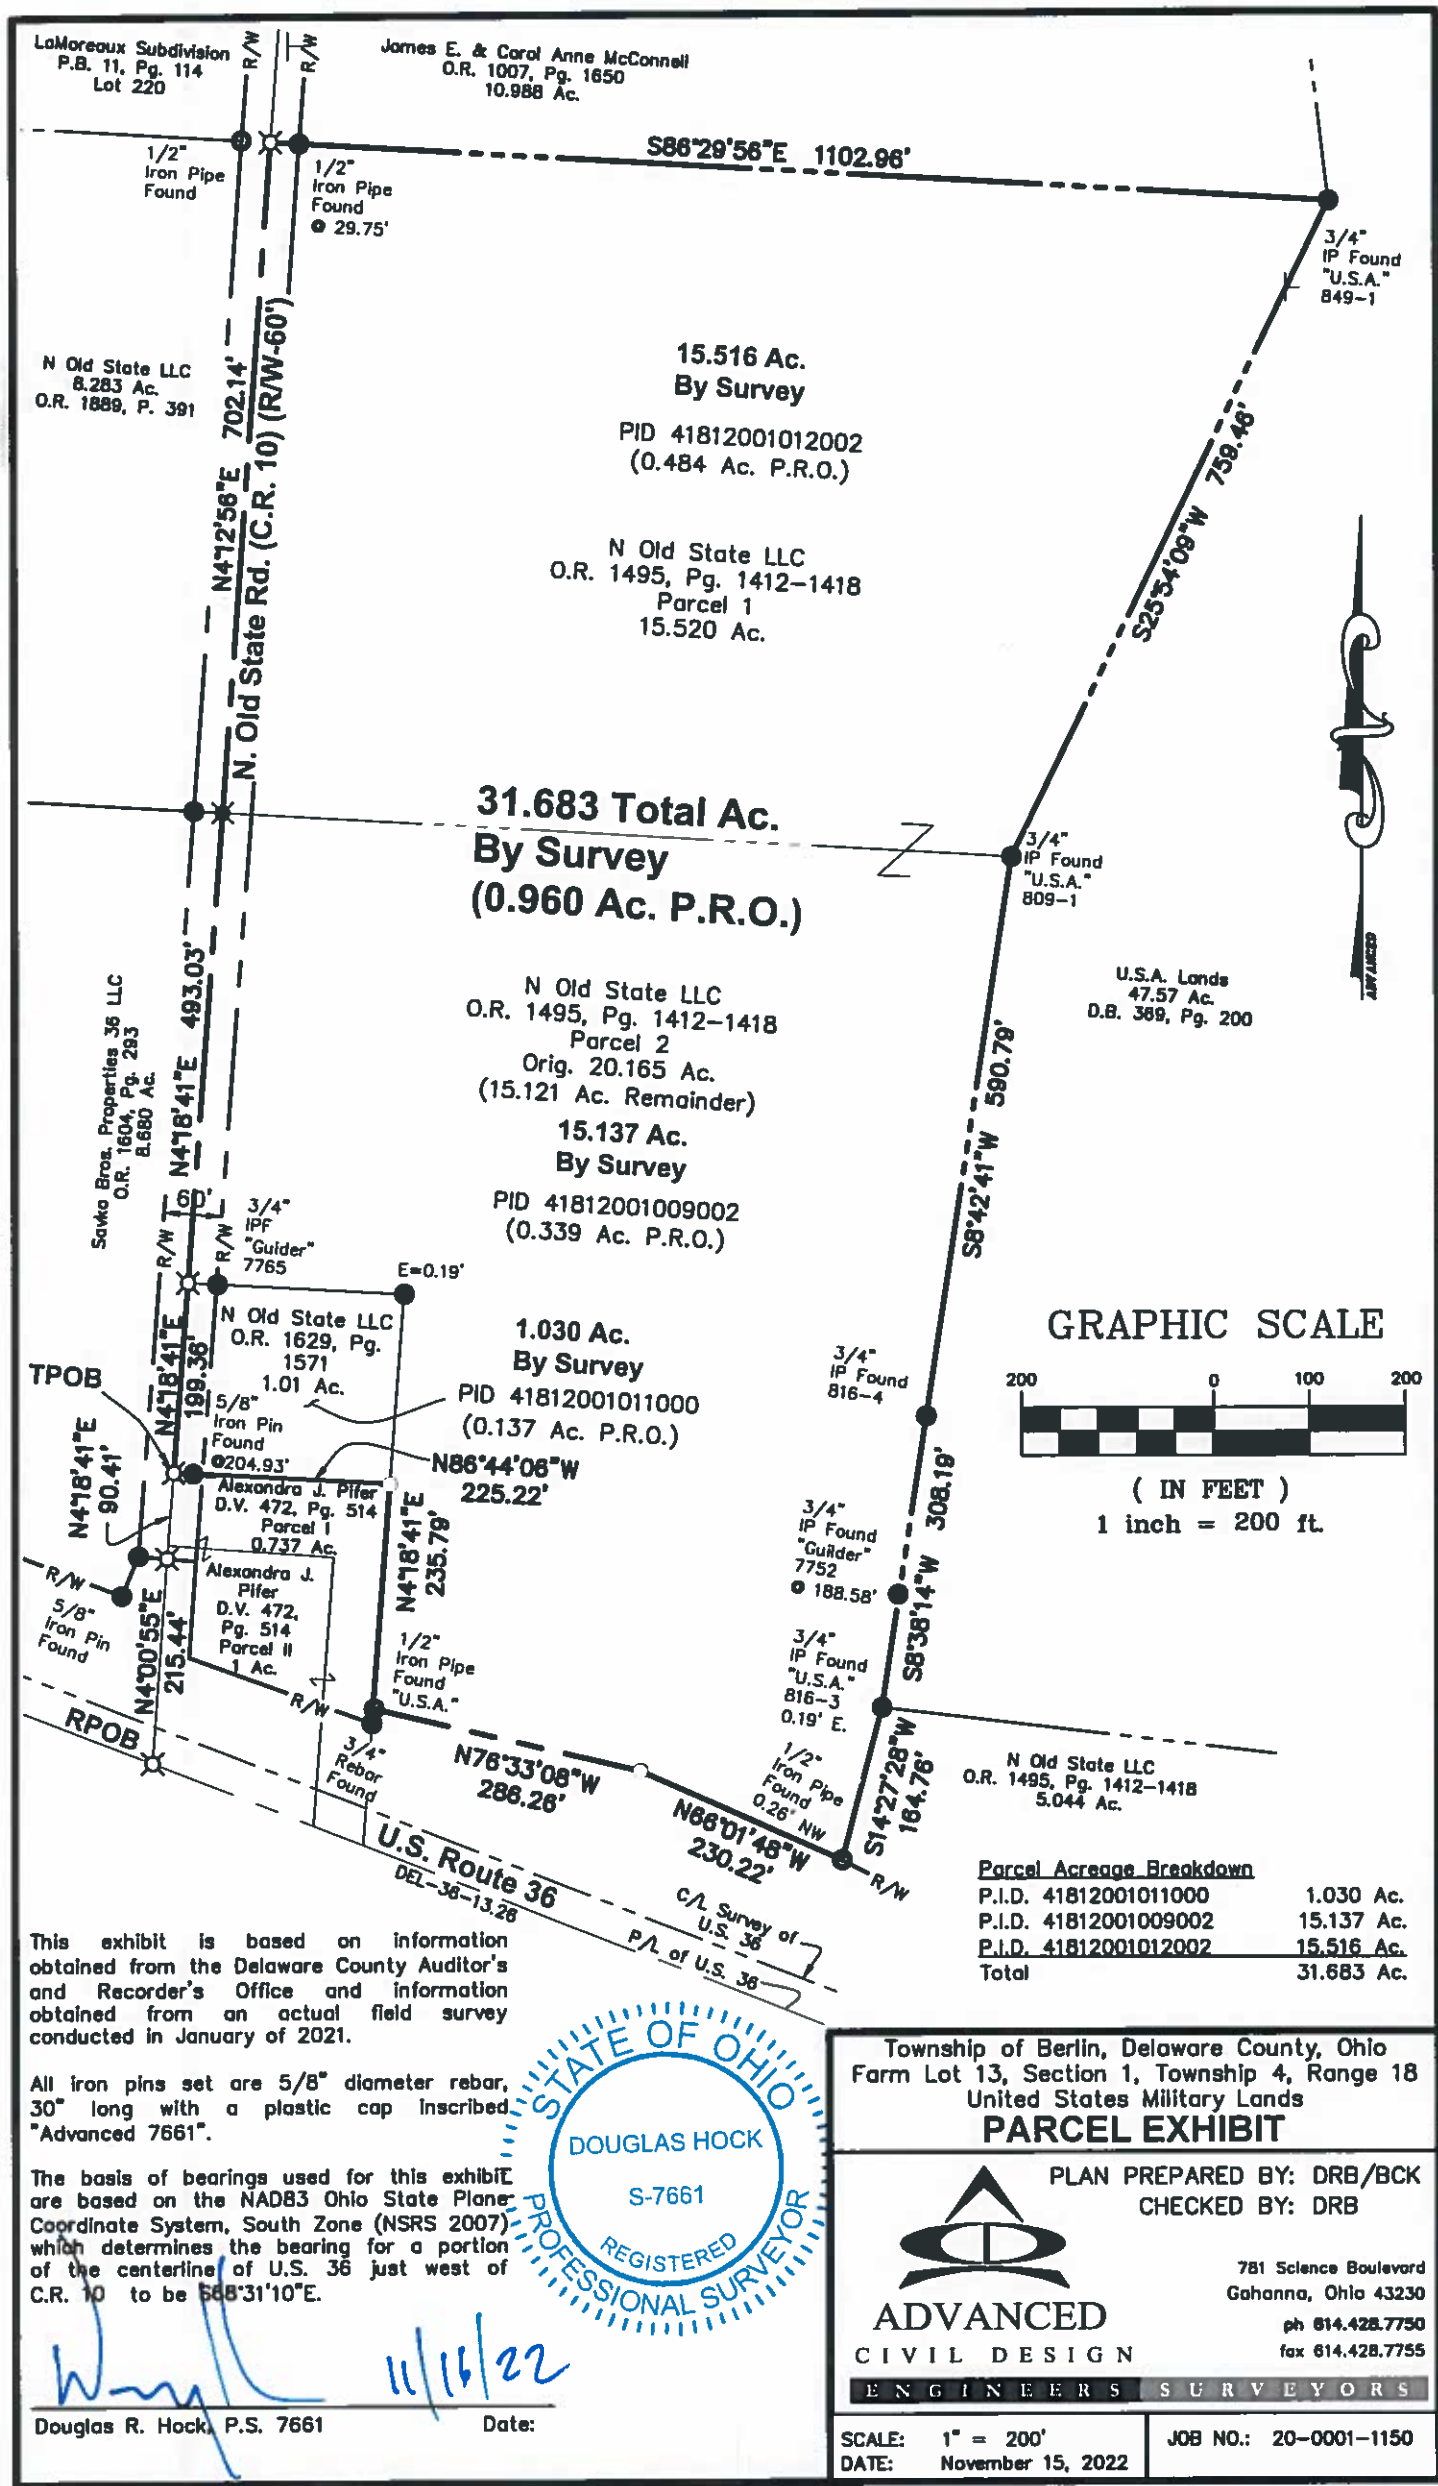 LaMoreaux Subdivision
P.B. 11, Pg. 114
Lot 220
R/W
R/W
James E. & Carol Anne McConnell
O.R. 1007, Pg. 1650
10.988 Ac.
1/2"
Iron Pipe
Found
1/2"
Iron Pipe
Found
@ 29.75'
S86°29'56"E 1102.96'
3/4"
IP Found
"U.S.A."
849-1
N Old State LLC
8.283 Ac.
O.R. 1889, P. 391
N4°12'56"E 702.14'
N. Old State Rd. (C.R. 10) (R/W-60')
15.516 Ac.
By Survey
PID 41812001012002
(0.484 Ac. P.R.O.)
N Old State LLC
O.R. 1495, Pg. 1412-1418
Parcel 1
15.520 Ac.
S25°54'09"W 759.46'
31.683 Total Ac.
By Survey
(0.960 Ac. P.R.O.)
3/4"
IP Found
"U.S.A."
809-1
ADVANCED
U.S.A. Lands
47.57 Ac.
D.B. 369, Pg. 200
Savko Bros. Properties 36 LLC
O.R. 1604, Pg. 293
8.680 Ac.
N4°18'41"E 493.03'
N Old State LLC
O.R. 1495, Pg. 1412-1418
Parcel 2
Orig. 20.165 Ac.
(15.121 Ac. Remainder)
15.137 Ac.
By Survey
PID 41812001009002
(0.339 Ac. P.R.O.)
S8°42'41"W 590.79'
60'
R/W
R/W
3/4"
IPF
"Guider"
7765
E=0.19'
N Old State LLC
O.R. 1629, Pg.
1571
1.01 Ac.
1.030 Ac.
By Survey
PID 41812001011000
(0.137 Ac. P.R.O.)
TPOB
N4°18'41"E
199.36'
5/8"
Iron Pin
Found
@204.93'
N86°44'06"W
225.22'
N4°18'41"E
90.41'
Alexandra J. Pifer
D.V. 472, Pg. 514
Parcel I
0.737 Ac.
Alexandra J.
Pifer
D.V. 472,
Pg. 514
Parcel II
1 Ac.
N4°18'41"E
235.79'
3/4"
IP Found
816-4
GRAPHIC SCALE
200 0 100 200
( IN FEET )
1 inch = 200 ft.
S8°38'14"W 308.19'
3/4"
IP Found
"Guilder"
7752
@ 188.58'
3/4"
IP Found
"U.S.A."
816-3
0.19' E.
R/W
5/8"
Iron Pin
Found
N4°00'55"E
215.44'
RPOB
R/W
1/2"
Iron Pipe
Found
"U.S.A."
3/4"
Rebar
Found
N76°33'08"W
286.26'
N66°01'48"W
230.22'
1/2"
Iron Pipe
Found
0.26' NW
S14°27'28"W
164.76'
R/W
N Old State LLC
O.R. 1495, Pg. 1412-1418
5.044 Ac.
U.S. Route 36
DEL-36-13.26
C/L Survey of
U.S. 36
P/L of U.S. 36
Parcel Acreage Breakdown
P.I.D. 41812001011000 1.030 Ac.
P.I.D. 41812001009002 15.137 Ac.
P.I.D. 41812001012002 15.516 Ac.
Total 31.683 Ac.
This exhibit is based on information
obtained from the Delaware County Auditor's
and Recorder's Office and information
obtained from an actual field survey
conducted in January of 2021.
All iron pins set are 5/8" diameter rebar,
30" long with a plastic cap inscribed
"Advanced 7661".
The basis of bearings used for this exhibit
are based on the NAD83 Ohio State Plane
Coordinate System, South Zone (NSRS 2007)
which determines the bearing for a portion
of the centerline of U.S. 36 just west of
C.R. 10 to be S68°31'10"E.
STATE OF OHIO
DOUGLAS HOCK
S-7661
REGISTERED
PROFESSIONAL SURVEYOR
11/16/22
Douglas R. Hock, P.S. 7661 Date:
Township of Berlin, Delaware County, Ohio
Farm Lot 13, Section 1, Township 4, Range 18
United States Military Lands
PARCEL EXHIBIT
PLAN PREPARED BY: DRB/BCK
CHECKED BY: DRB
781 Science Boulevard
Gahanna, Ohio 43230
ph 614.428.7750
fax 614.428.7755
ADVANCED
CIVIL DESIGN
ENGINEERS SURVEYORS
SCALE: 1" = 200'
DATE: November 15, 2022
JOB NO.: 20-0001-1150